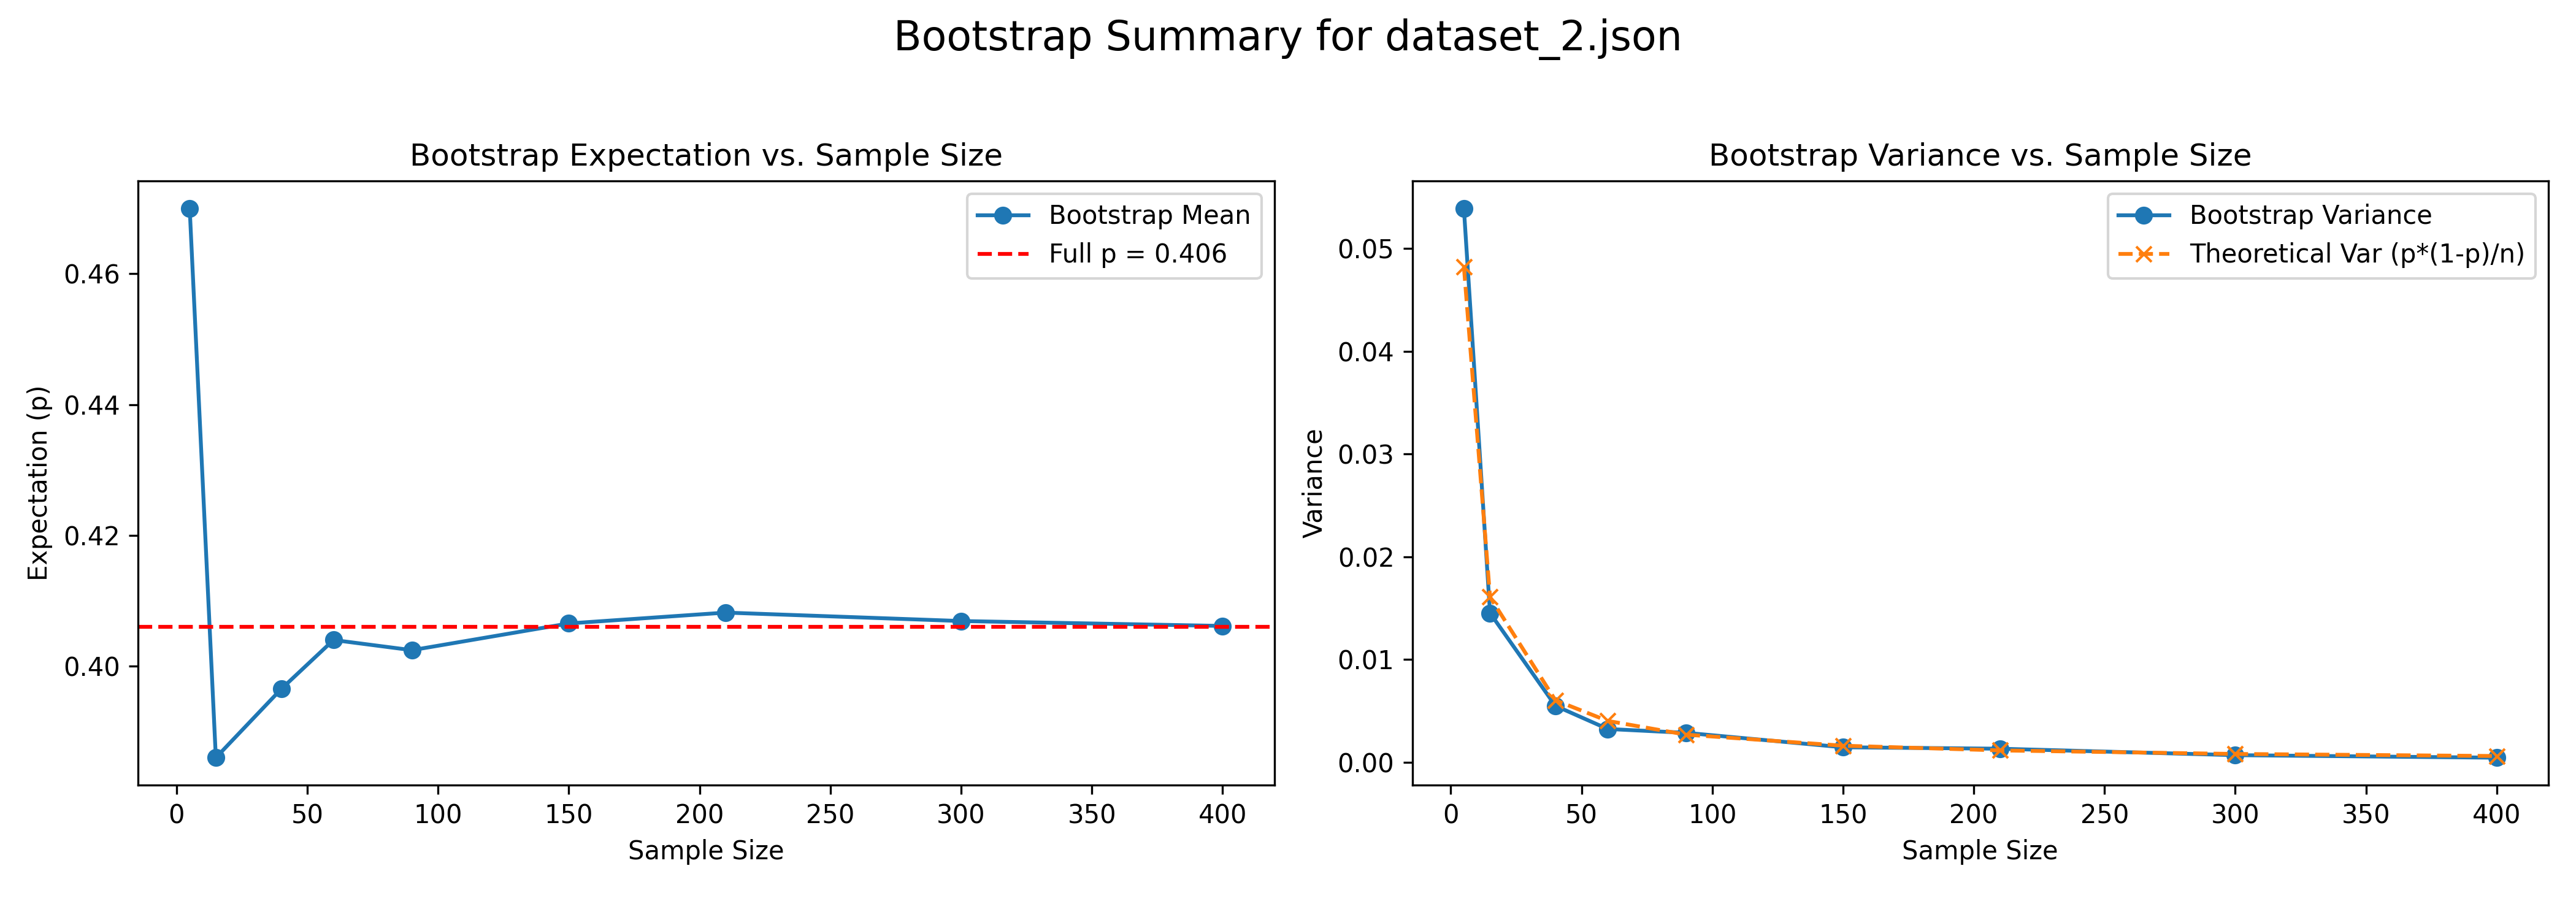 Bootstrap Summary for dataset_2.json
Bootstrap Expectation vs. Sample Size
Bootstrap Mean
Full p = 0.406
Expectation (p)
0.46
0.44
0.42
0.40
0 50 100 150 200 250 300 350 400
Sample Size
Bootstrap Variance vs. Sample Size
Bootstrap Variance
Theoretical Var (p*(1-p)/n)
Variance
0.05
0.04
0.03
0.02
0.01
0.00
0 50 100 150 200 250 300 350 400
Sample Size